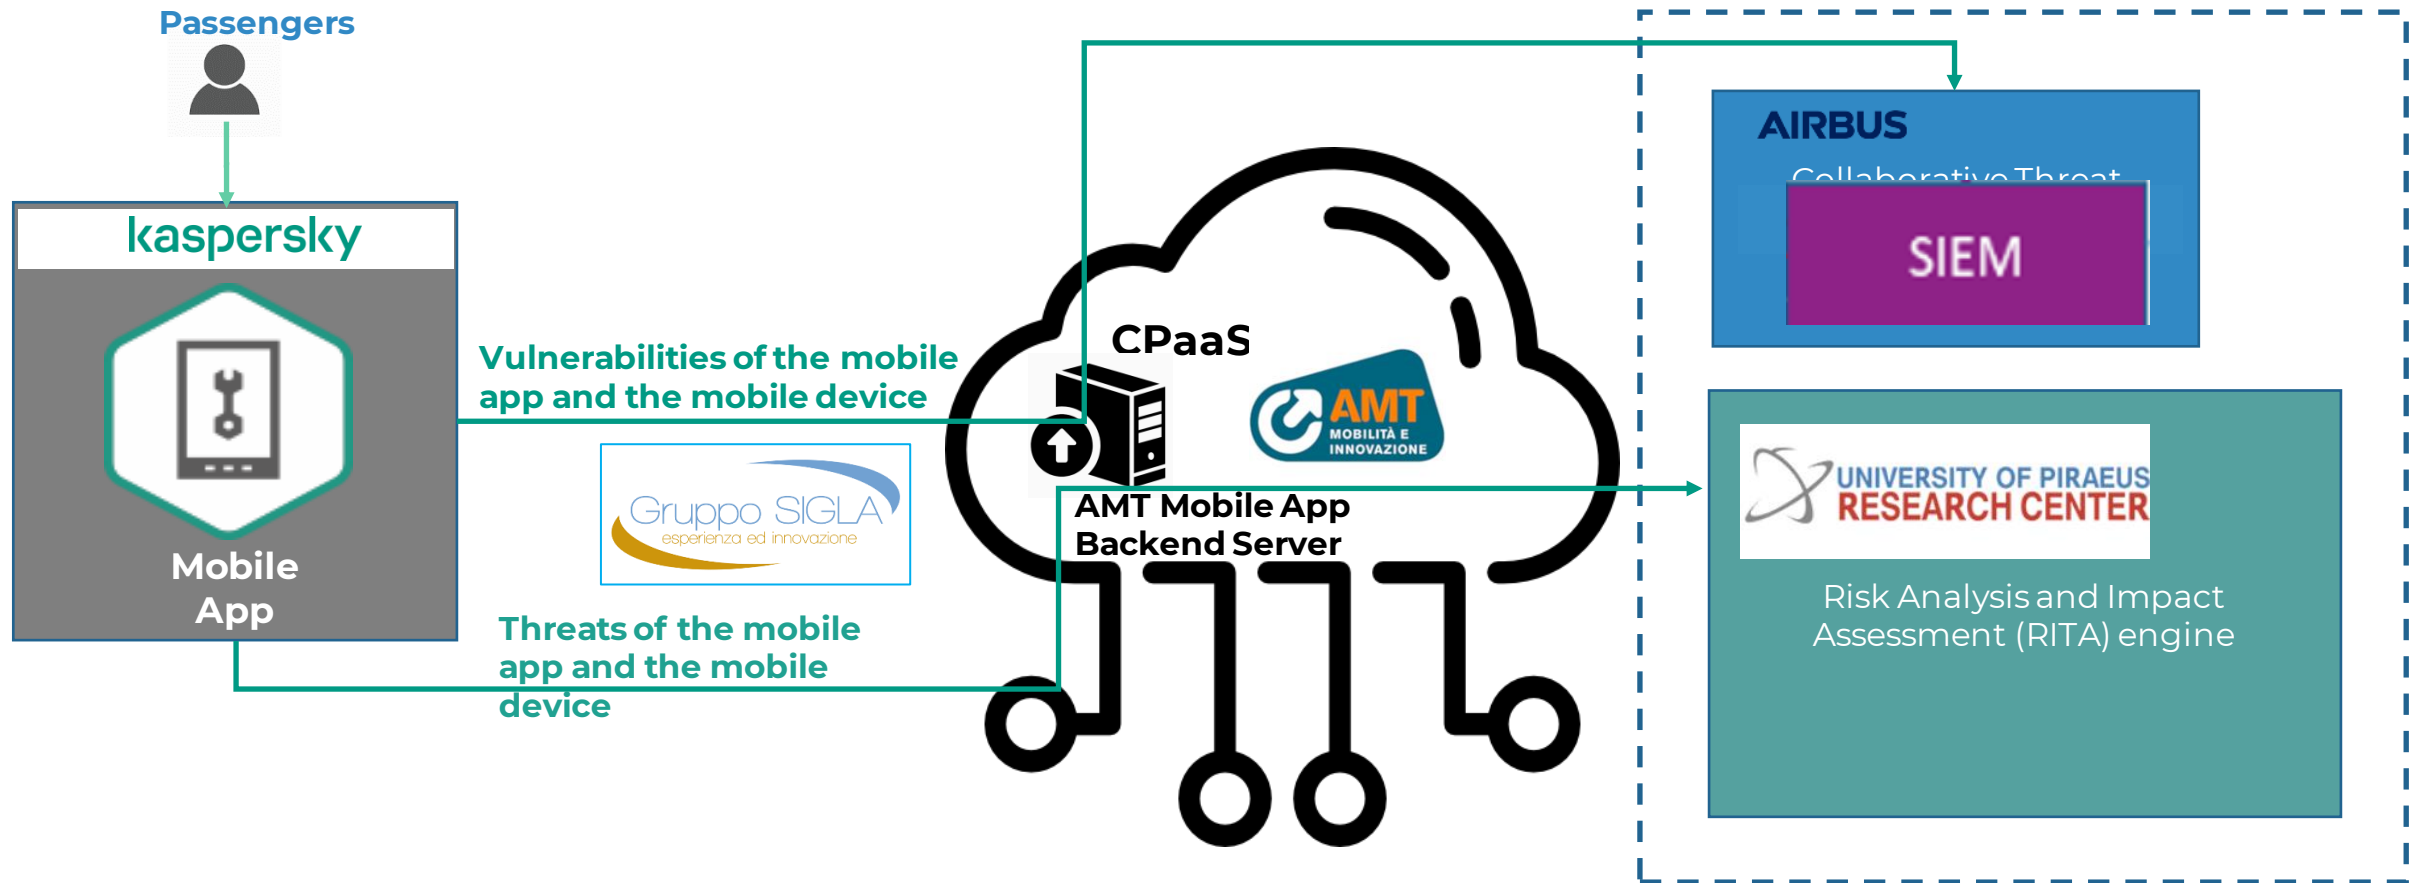 Passengers
kaspersky
Mobile
App
Vulnerabilities of the mobile
app and the mobile device
Gruppo SIGLA
esperienza ed innovazione
Threats of the mobile
app and the mobile
device
CPaaS
AMT
MOBILITÀ E
INNOVAZIONE
AMT Mobile App
Backend Server
AIRBUS
Collaborative Threat
SIEM
UNIVERSITY OF PIRAEUS
RESEARCH CENTER
Risk Analysis and Impact
Assessment (RITA) engine